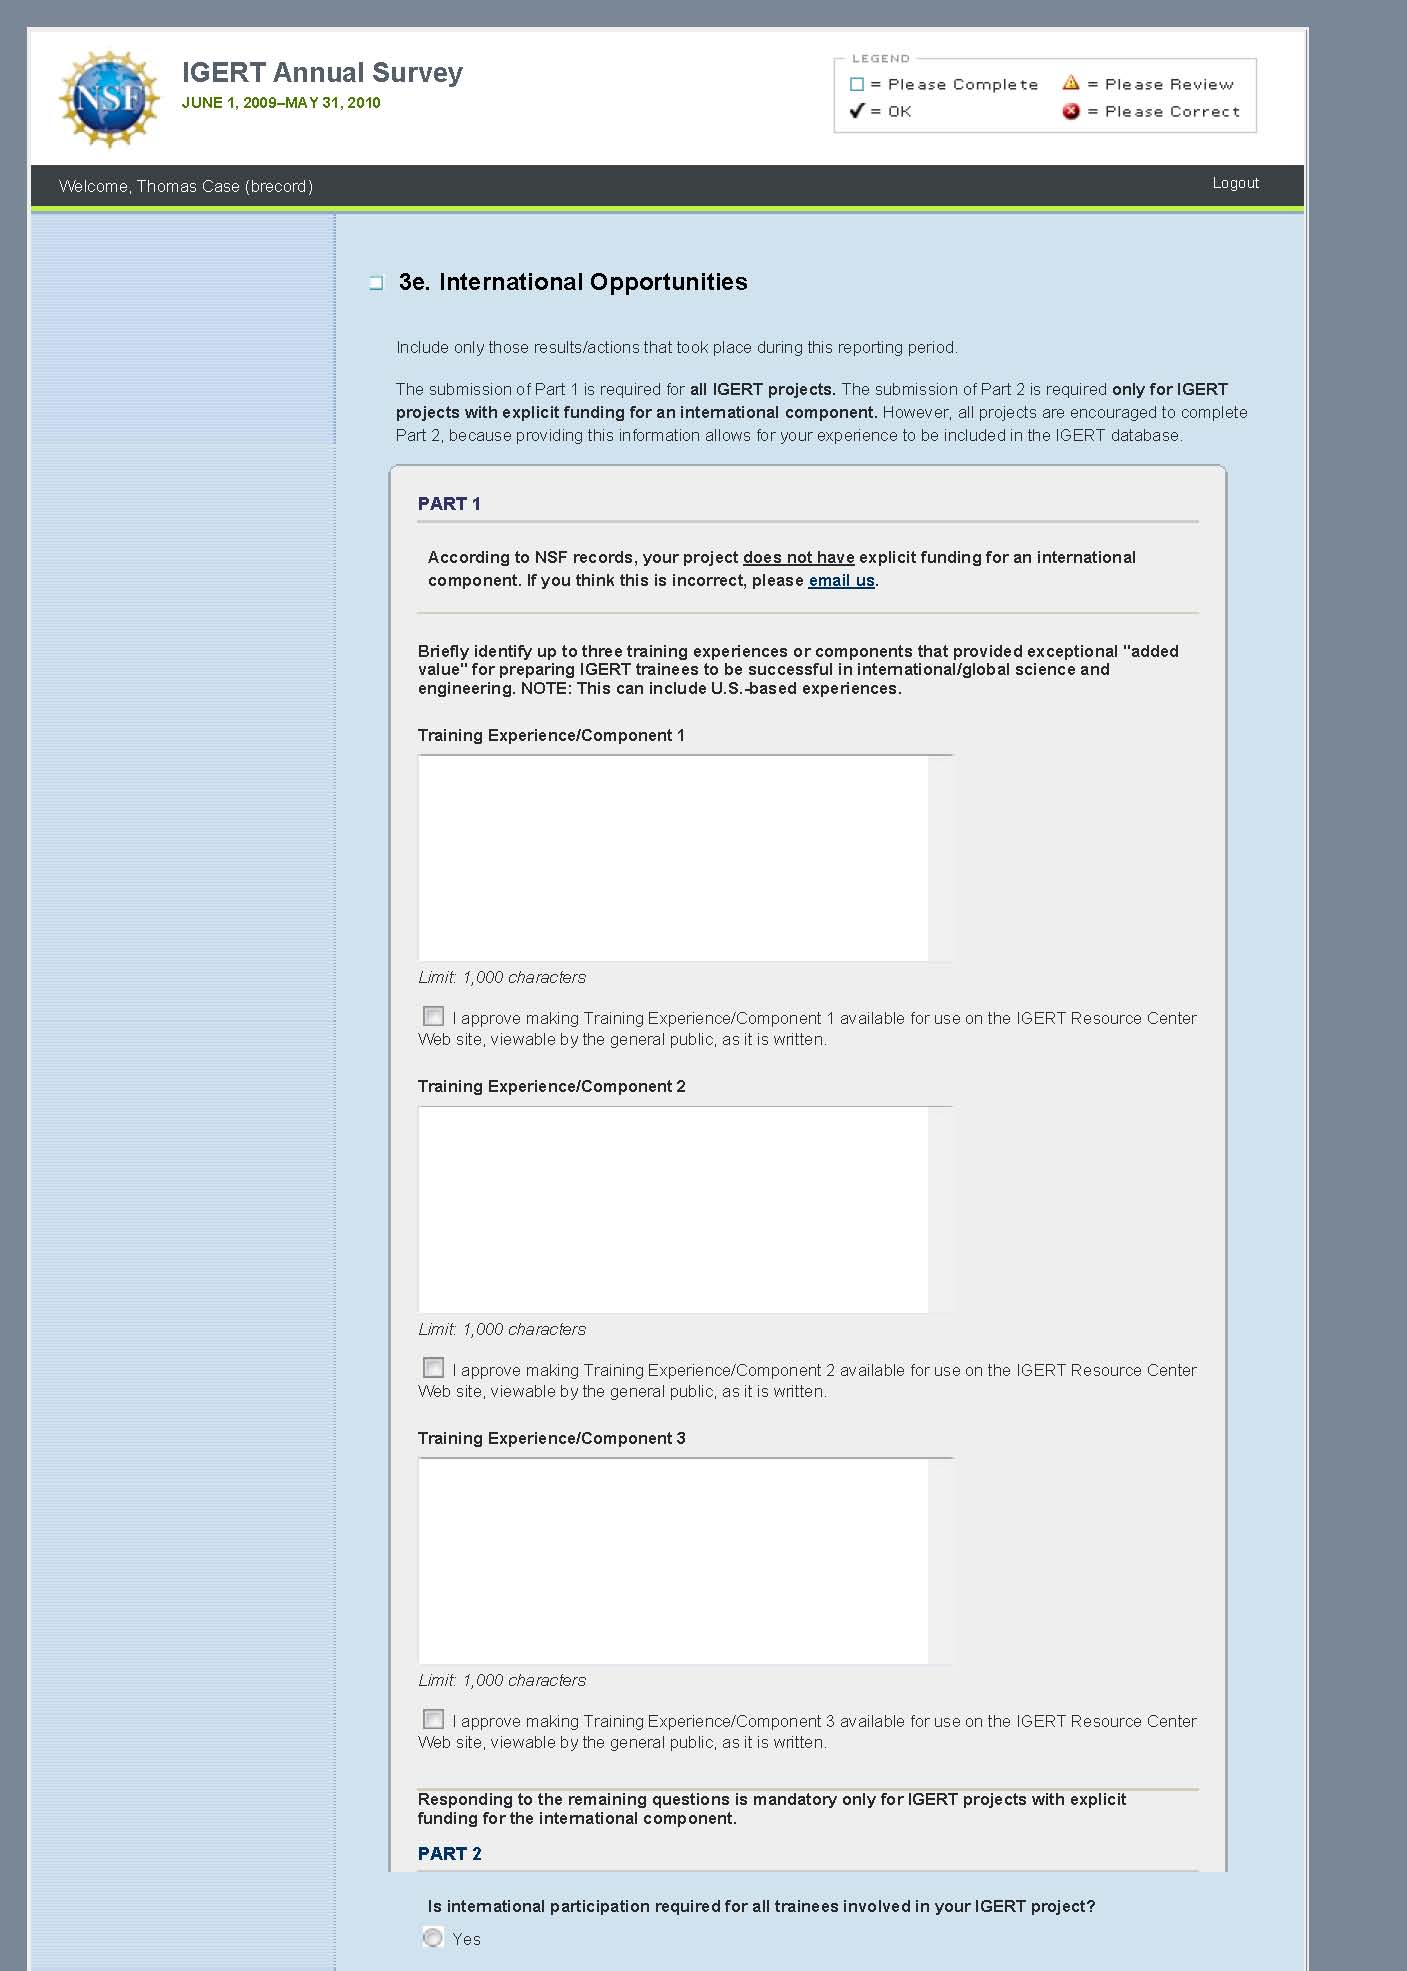 NSF
IGERT Annual Survey
JUNE 1, 2009–MAY 31, 2010
LEGEND
= Please Complete = Please Review
= OK = Please Correct
Welcome, Thomas Case (brecord)
Logout
3e. International Opportunities
Include only those results/actions that took place during this reporting period.
The submission of Part 1 is required for all IGERT projects. The submission of Part 2 is required only for IGERT
projects with explicit funding for an international component. However, all projects are encouraged to complete
Part 2, because providing this information allows for your experience to be included in the IGERT database.
PART 1
According to NSF records, your project does not have explicit funding for an international
component. If you think this is incorrect, please email us.
Briefly identify up to three training experiences or components that provided exceptional "added
value" for preparing IGERT trainees to be successful in international/global science and
engineering. NOTE: This can include U.S.-based experiences.
Training Experience/Component 1
Limit: 1,000 characters
I approve making Training Experience/Component 1 available for use on the IGERT Resource Center
Web site, viewable by the general public, as it is written.
Training Experience/Component 2
Limit: 1,000 characters
I approve making Training Experience/Component 2 available for use on the IGERT Resource Center
Web site, viewable by the general public, as it is written.
Training Experience/Component 3
Limit: 1,000 characters
I approve making Training Experience/Component 3 available for use on the IGERT Resource Center
Web site, viewable by the general public, as it is written.
Responding to the remaining questions is mandatory only for IGERT projects with explicit
funding for the international component.
PART 2
Is international participation required for all trainees involved in your IGERT project?
Yes